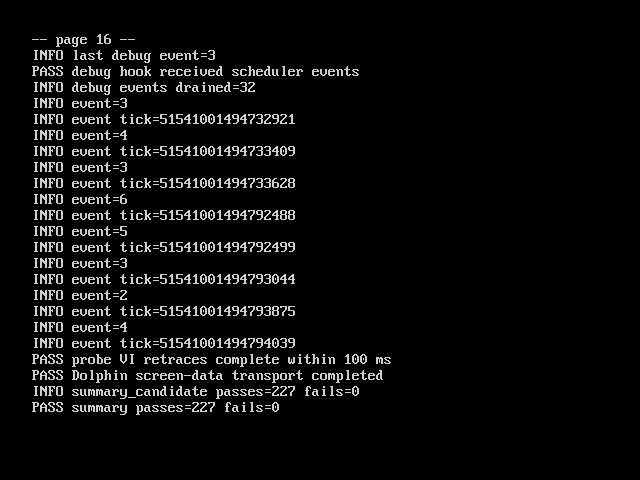 -- page 16 --
INFO last debug event=3
PASS debug hook received scheduler events
INFO debug events drained=32
INFO event=3
INFO event tick=51541001494732921
INFO event=4
INFO event tick=51541001494733409
INFO event=3
INFO event tick=51541001494733628
INFO event=6
INFO event tick=51541001494792488
INFO event=5
INFO event tick=51541001494792499
INFO event=3
INFO event tick=51541001494793044
INFO event=2
INFO event tick=51541001494793875
INFO event=4
INFO event tick=51541001494794039
PASS probe VI retraces complete within 100 ms
PASS Dolphin screen-data transport completed
INFO summary_candidate passes=227 fails=0
PASS summary passes=227 fails=0